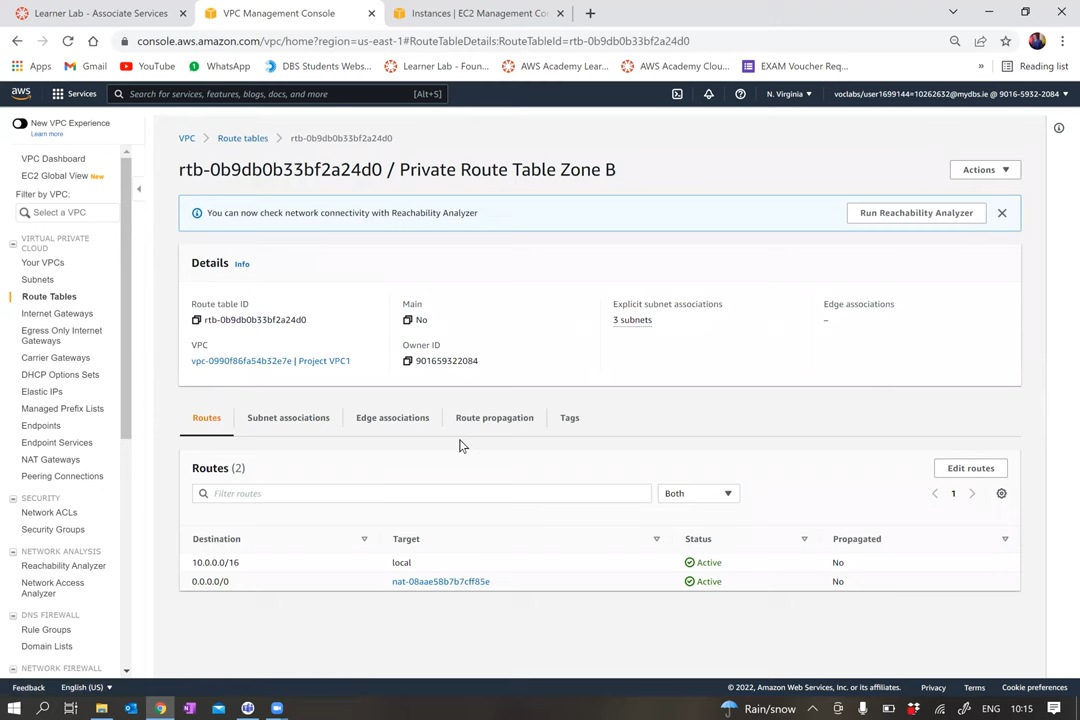 Learner Lab - Associate Services
VPC Management Console
Instances | EC2 Management Co
console.aws.amazon.com/vpc/home?region=us-east-1#RouteTableDetails:RouteTableId=rtb-0b9db0b33bf2a24d0
Apps
Gmail
YouTube
WhatsApp
DBS Students Web...
Learner Lab - Foun...
AWS Academy Lear...
AWS Academy Clou...
EXAM Voucher Req...
»
Reading list
aws
Services
Search for services, features, blogs, docs, and more
[Alt+S]
N. Virginia
voclabs/user1699144=10262632@mydbs.ie @ 9016-5932-2084
New VPC Experience
Learn more
VPC Dashboard
EC2 Global View New
Filter by VPC:
Select a VPC
VIRTUAL PRIVATE
CLOUD
Your VPCs
Subnets
Route Tables
Internet Gateways
Egress Only Internet
Gateways
Carrier Gateways
DHCP Options Sets
Elastic IPs
Managed Prefix Lists
Endpoints
Endpoint Services
NAT Gateways
Peering Connections
SECURITY
Network ACLs
Security Groups
NETWORK ANALYSIS
Reachability Analyzer
Network Access
Analyzer
DNS FIREWALL
Rule Groups
Domain Lists
NETWORK FIREWALL
VPC > Route tables > rtb-0b9db0b33bf2a24d0
rtb-0b9db0b33bf2a24d0 / Private Route Table Zone B
Actions
You can now check network connectivity with Reachability Analyzer
Run Reachability Analyzer
Details Info
Route table ID
rtb-0b9db0b33bf2a24d0
Main
No
Explicit subnet associations
3 subnets
Edge associations
–
VPC
vpc-0990f86fa54b32e7e | Project VPC1
Owner ID
901659322084
Routes
Subnet associations
Edge associations
Route propagation
Tags
Routes (2)
Edit routes
Filter routes
Both
1
Destination Target Status Propagated
10.0.0.0/16 local Active No
0.0.0.0/0 nat-08aae58b7b7cff85e Active No
Feedback
English (US)
© 2022, Amazon Web Services, Inc. or its affiliates.
Privacy
Terms
Cookie preferences
Rain/snow
ENG
10:15